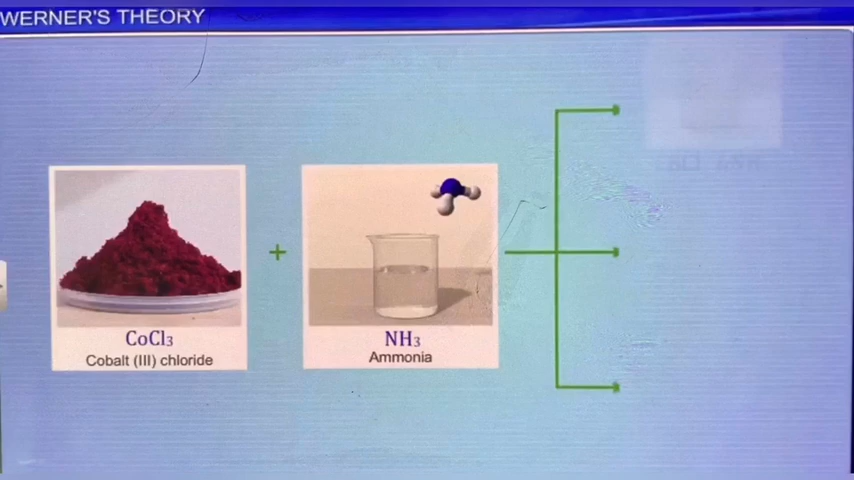 WERNER'S THEORY
+
CoCl₃
Cobalt (III) chloride
NH₃
Ammonia